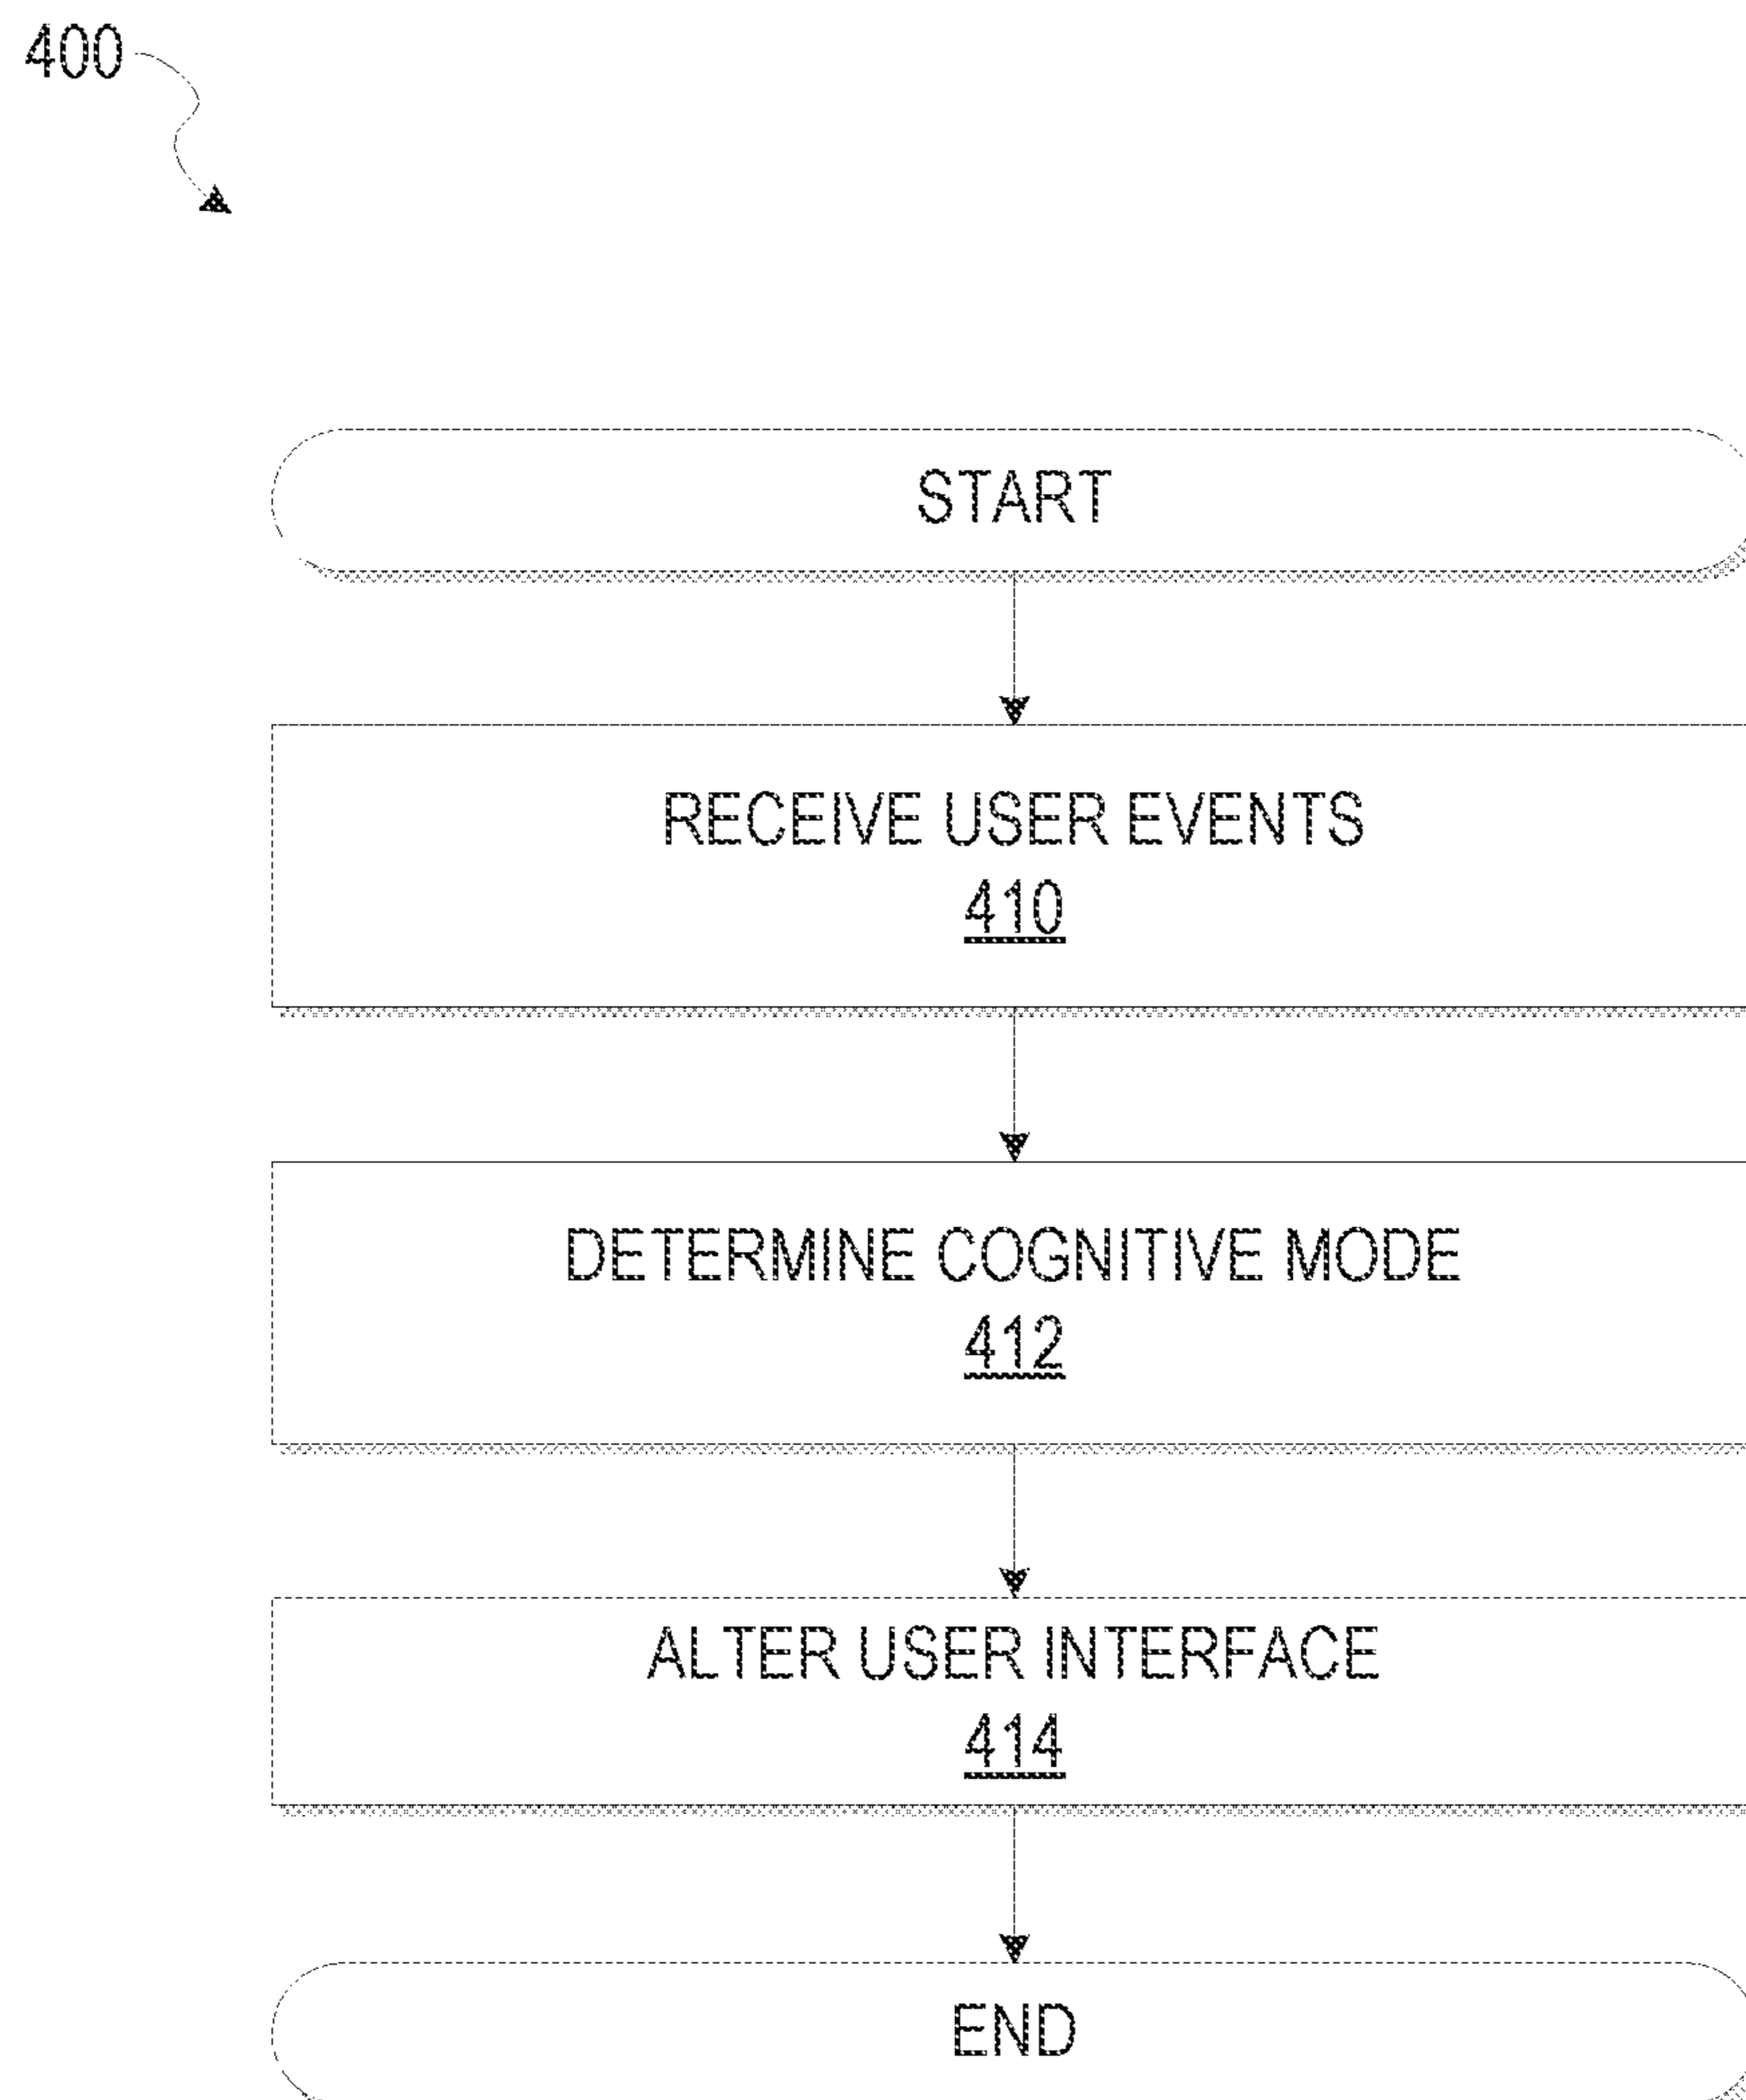 400
START
RECEIVE USER EVENTS
410
DETERMINE COGNITIVE MODE
412
ALTER USER INTERFACE
414
END